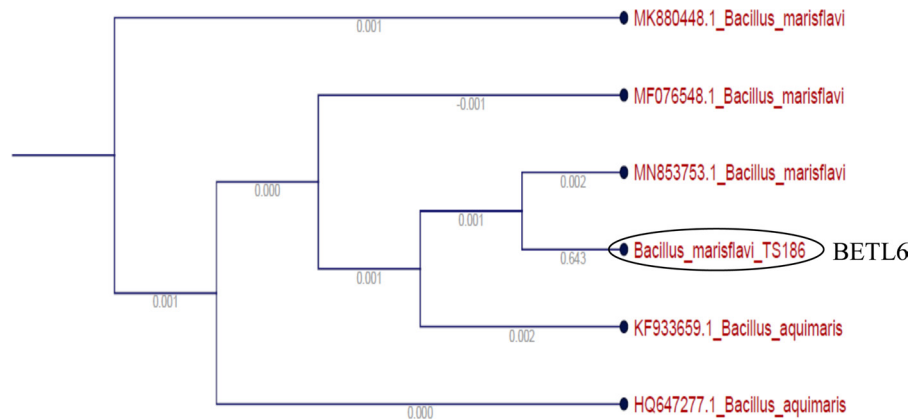 MK880448.1_Bacillus_marisflavi
0.001
MF076548.1_Bacillus_marisflavi
-0.001
MN853753.1_Bacillus_marisflavi
0.002
0.000
0.001
Bacillus_marisflavi_TS186 BETL6
0.643
0.001
0.001
KF933659.1_Bacillus_aquimaris
0.002
HQ647277.1_Bacillus_aquimaris
0.000